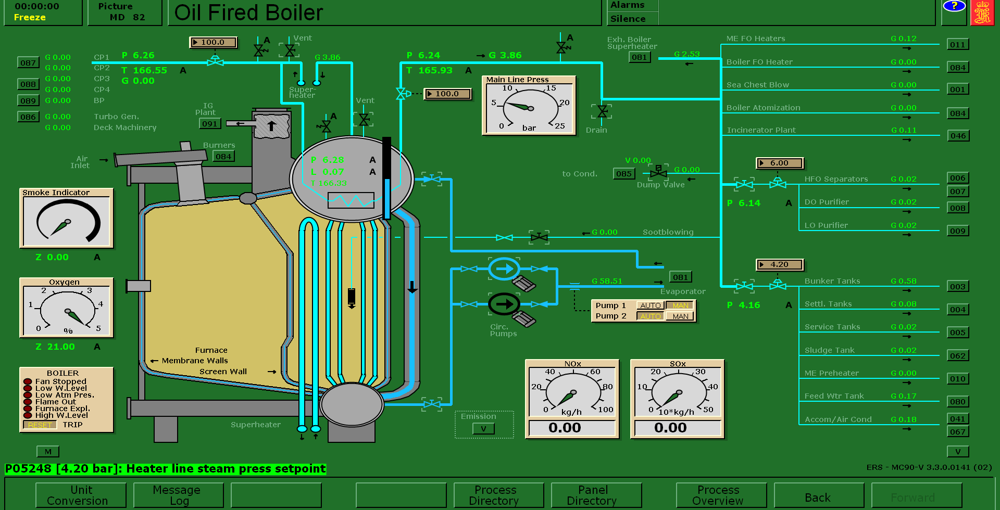 00:00:00
Freeze
Picture
MD 82
Oil Fired Boiler
Alarms
Silence
?
087
088
089
086
G 0.00
G 0.00
G 0.00
G 0.00
G 0.00
G 0.00
G 0.00
CP1
CP2
CP3
CP4
BP
Turbo Gen.
Deck Machinery
P 6.26
T 166.55 A
G 0.00
100.0
A
Vent
G 3.86
Super-
heater
IG
Plant
091
Vent
A
P 6.24
G 3.86
T 165.93 A
100.0
A
Main Line Press
0
5
10
15
20
25
bar
Drain
Exh. Boiler
Superheater
081
G 2.53
ME FO Heaters G 0.12 011
Boiler FO Heater G 0.00 084
Sea Chest Blow G 0.00 001
Boiler Atomization G 0.00 084
Incinerator Plant G 0.11 046
Air
Inlet
Burners
084
P 6.28 A
L 0.07 A
T 166.33
V 0.00
to Cond.
085
G 0.00
Dump Valve
6.00
HFO Separators G 0.02 006
007
P 6.14 A
DO Purifier G 0.02 008
LO Purifier G 0.02 009
Smoke Indicator
Z 0.00 A
G 0.00
Sootblowing
Oxygen
0
1
2
3
4
5
%
Z 21.00 A
4.20
Bunker Tanks G 0.58 003
P 4.16 A
Settl. Tanks G 0.08 004
Service Tanks G 0.02 005
Sludge Tank G 0.02 062
ME Preheater G 0.00 010
Feed Wtr Tank G 0.17 080
Accom/Air Cond G 0.18 041
067
G 58.51
081
Evaporator
Pump 1 AUTO MAN
Pump 2 AUTO MAN
Circ.
Pumps
Furnace
Membrane Walls
Screen Wall
BOILER
Fan Stopped
Low W.Level
Low Atm Pres.
Flame Out
Furnace Expl.
High W.Level
RESET TRIP
Superheater
Emission
V
NOx
0
20
40
60
80
100
kg/h
0.00
SOx
0
10
20
30
40
50
10*kg/h
0.00
M
V
P05248 [4.20 bar]: Heater line steam press setpoint
ERS - MC90-V 3.3.0.0141 (02)
Unit
Conversion
Message
Log
Process
Directory
Panel
Directory
Process
Overview
Back
Forward